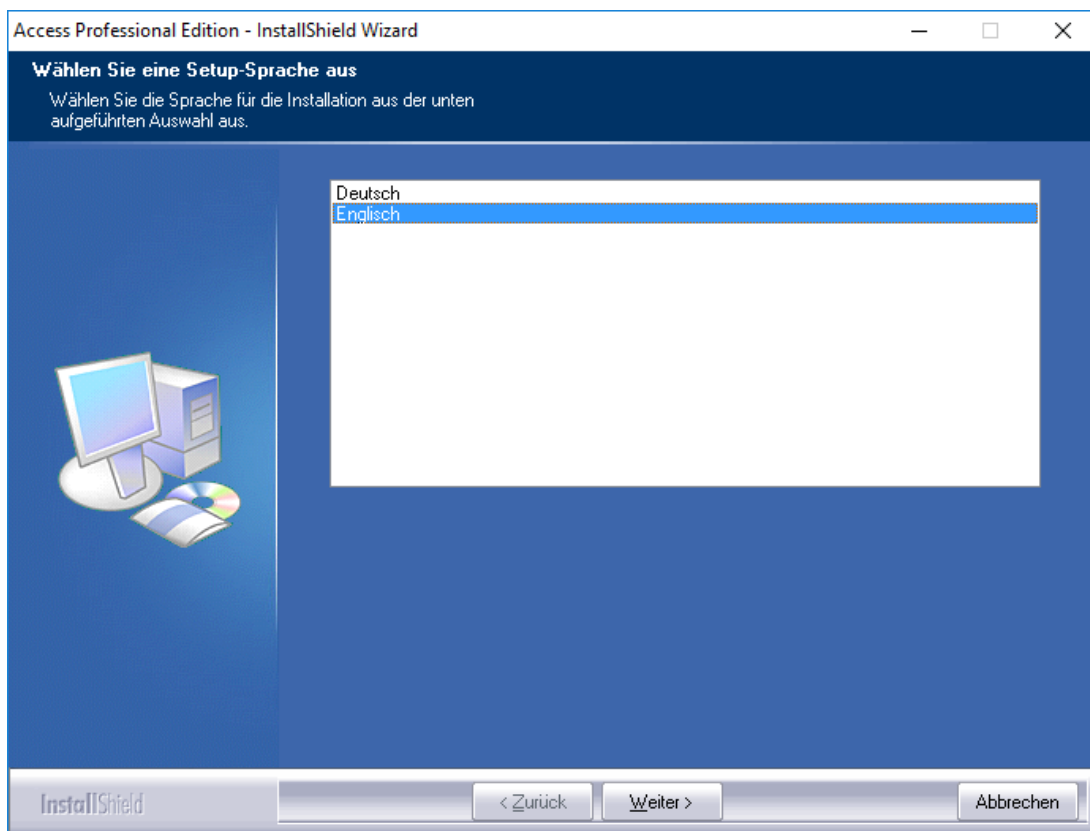 Access Professional Edition - InstallShield Wizard
Wählen Sie eine Setup-Sprache aus
Wählen Sie die Sprache für die Installation aus der unten
aufgeführten Auswahl aus.
Deutsch
Englisch
InstallShield
< Zurück
Weiter >
Abbrechen